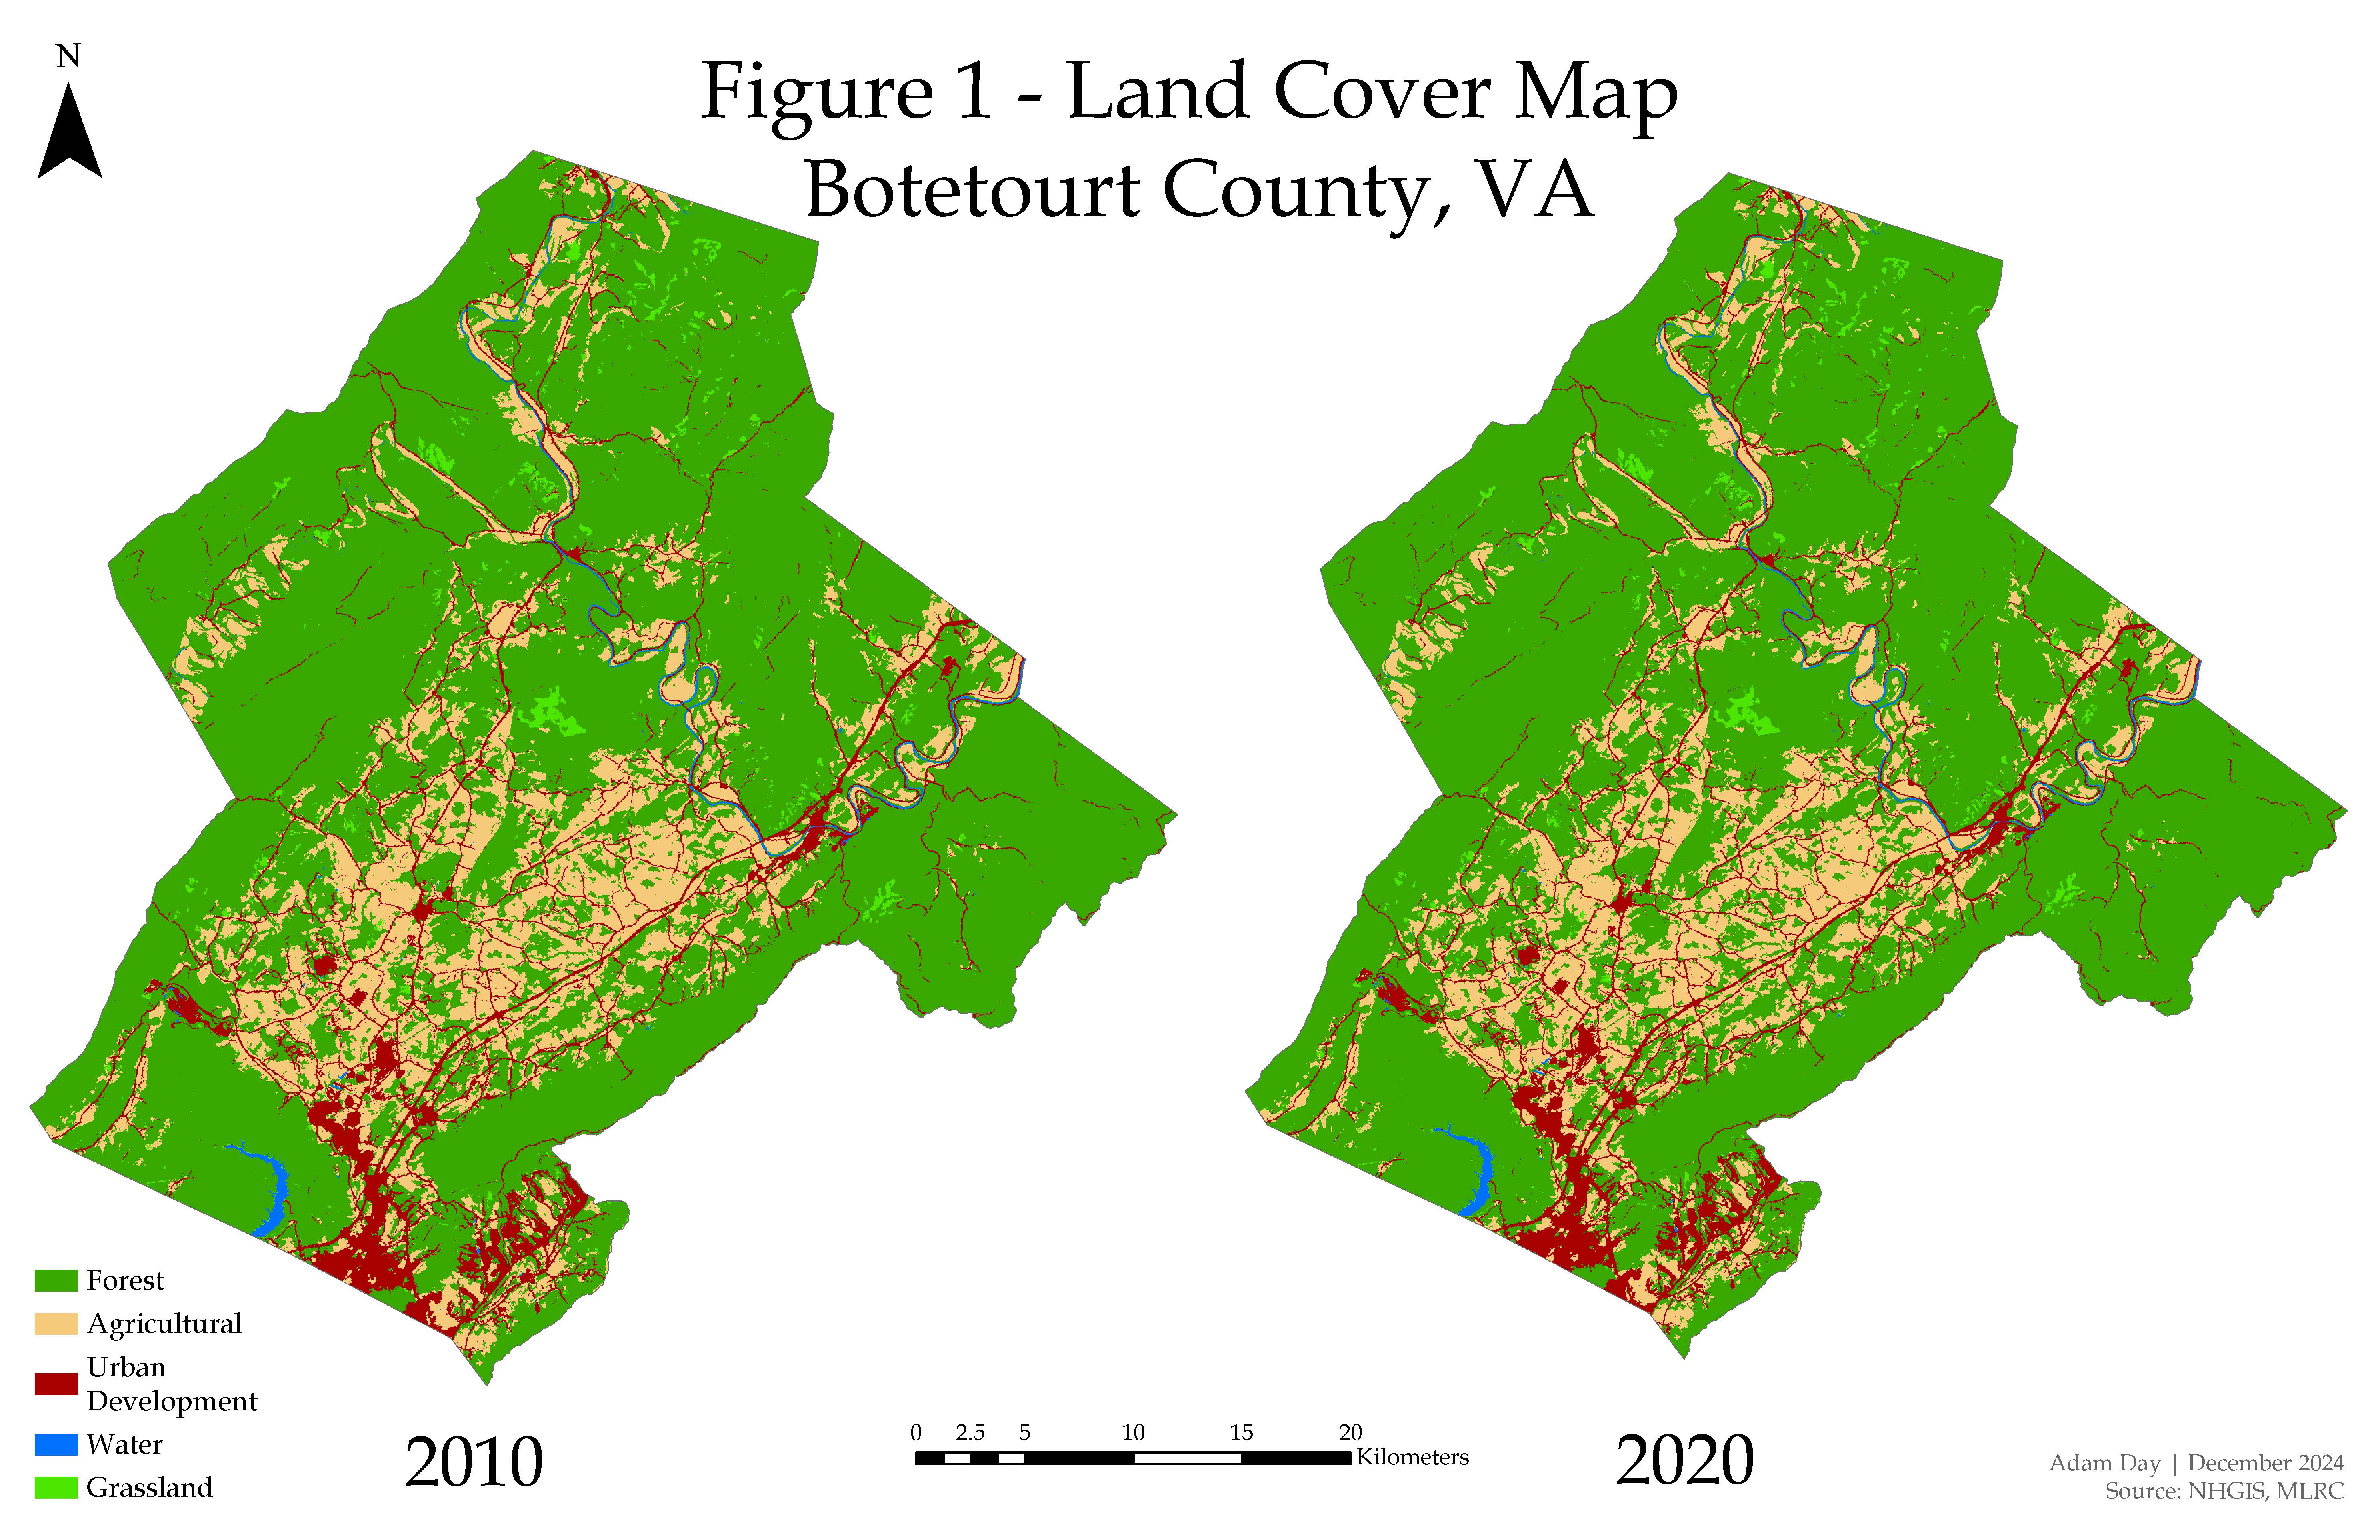 N
Figure 1 - Land Cover Map
Botetourt County, VA
Forest
Agricultural
Urban
Development
Water
Grassland
2010
0 2.5 5 10 15 20
Kilometers
2020
Adam Day | December 2024
Source: NHGIS, MLRC